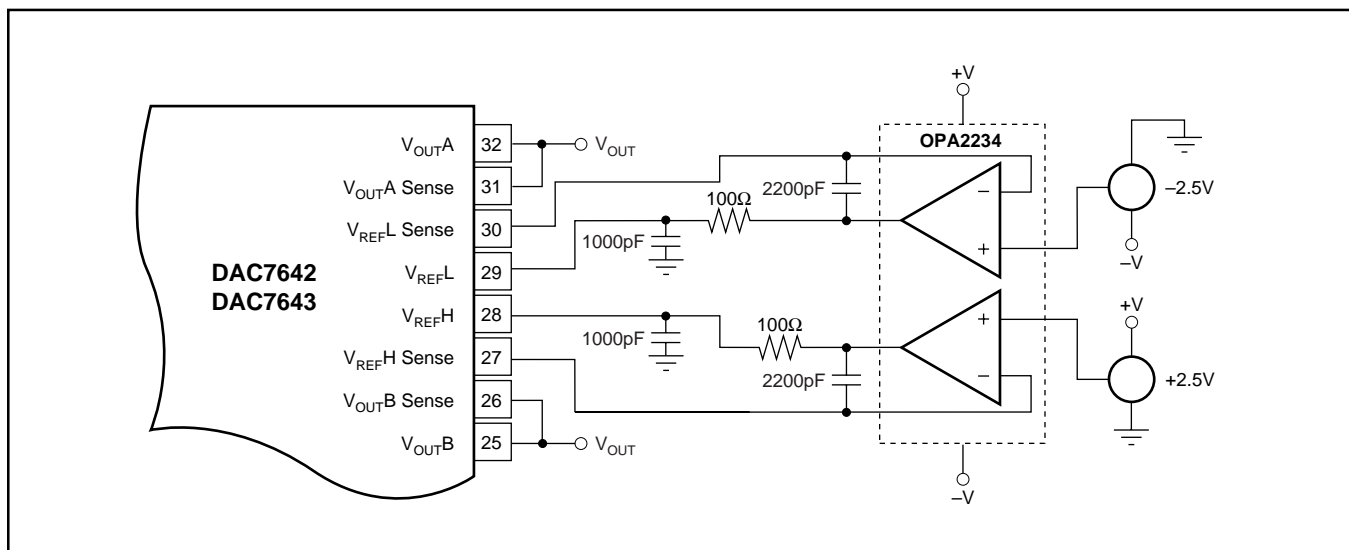 DAC7642
DAC7643
VOUTA 32
VOUTA Sense 31
VREFL Sense 30
VREFL 29
VREFH 28
VREFH Sense 27
VOUTB Sense 26
VOUTB 25
VOUT
VOUT
1000pF
100Ω
2200pF
1000pF
100Ω
2200pF
+V
OPA2234
−
+
+
−
–V
–2.5V
–V
+V
+2.5V